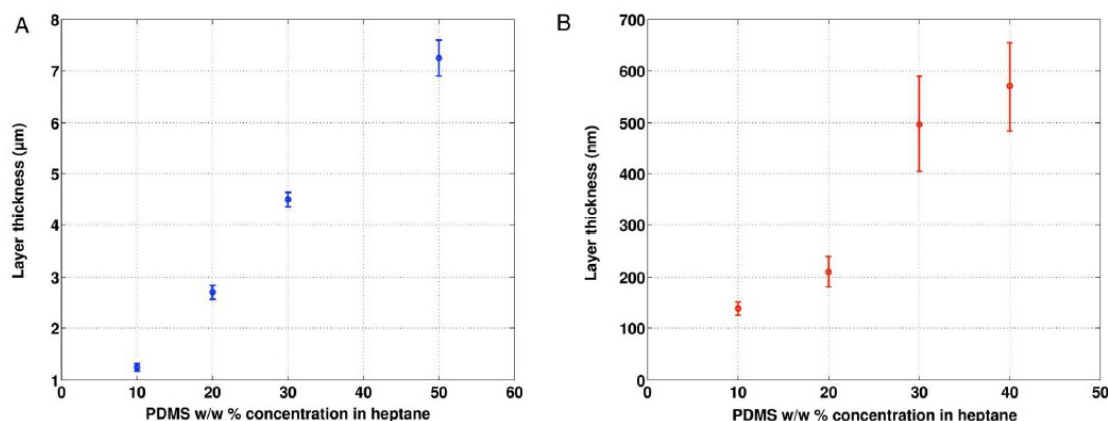 A
8
7
6
5
4
3
2
1
Layer thickness (µm)
0 10 20 30 40 50 60
PDMS w/w % concentration in heptane
B
700
600
500
400
300
200
100
0
Layer thickness (nm)
0 10 20 30 40 50
PDMS w/w % concentration in heptane